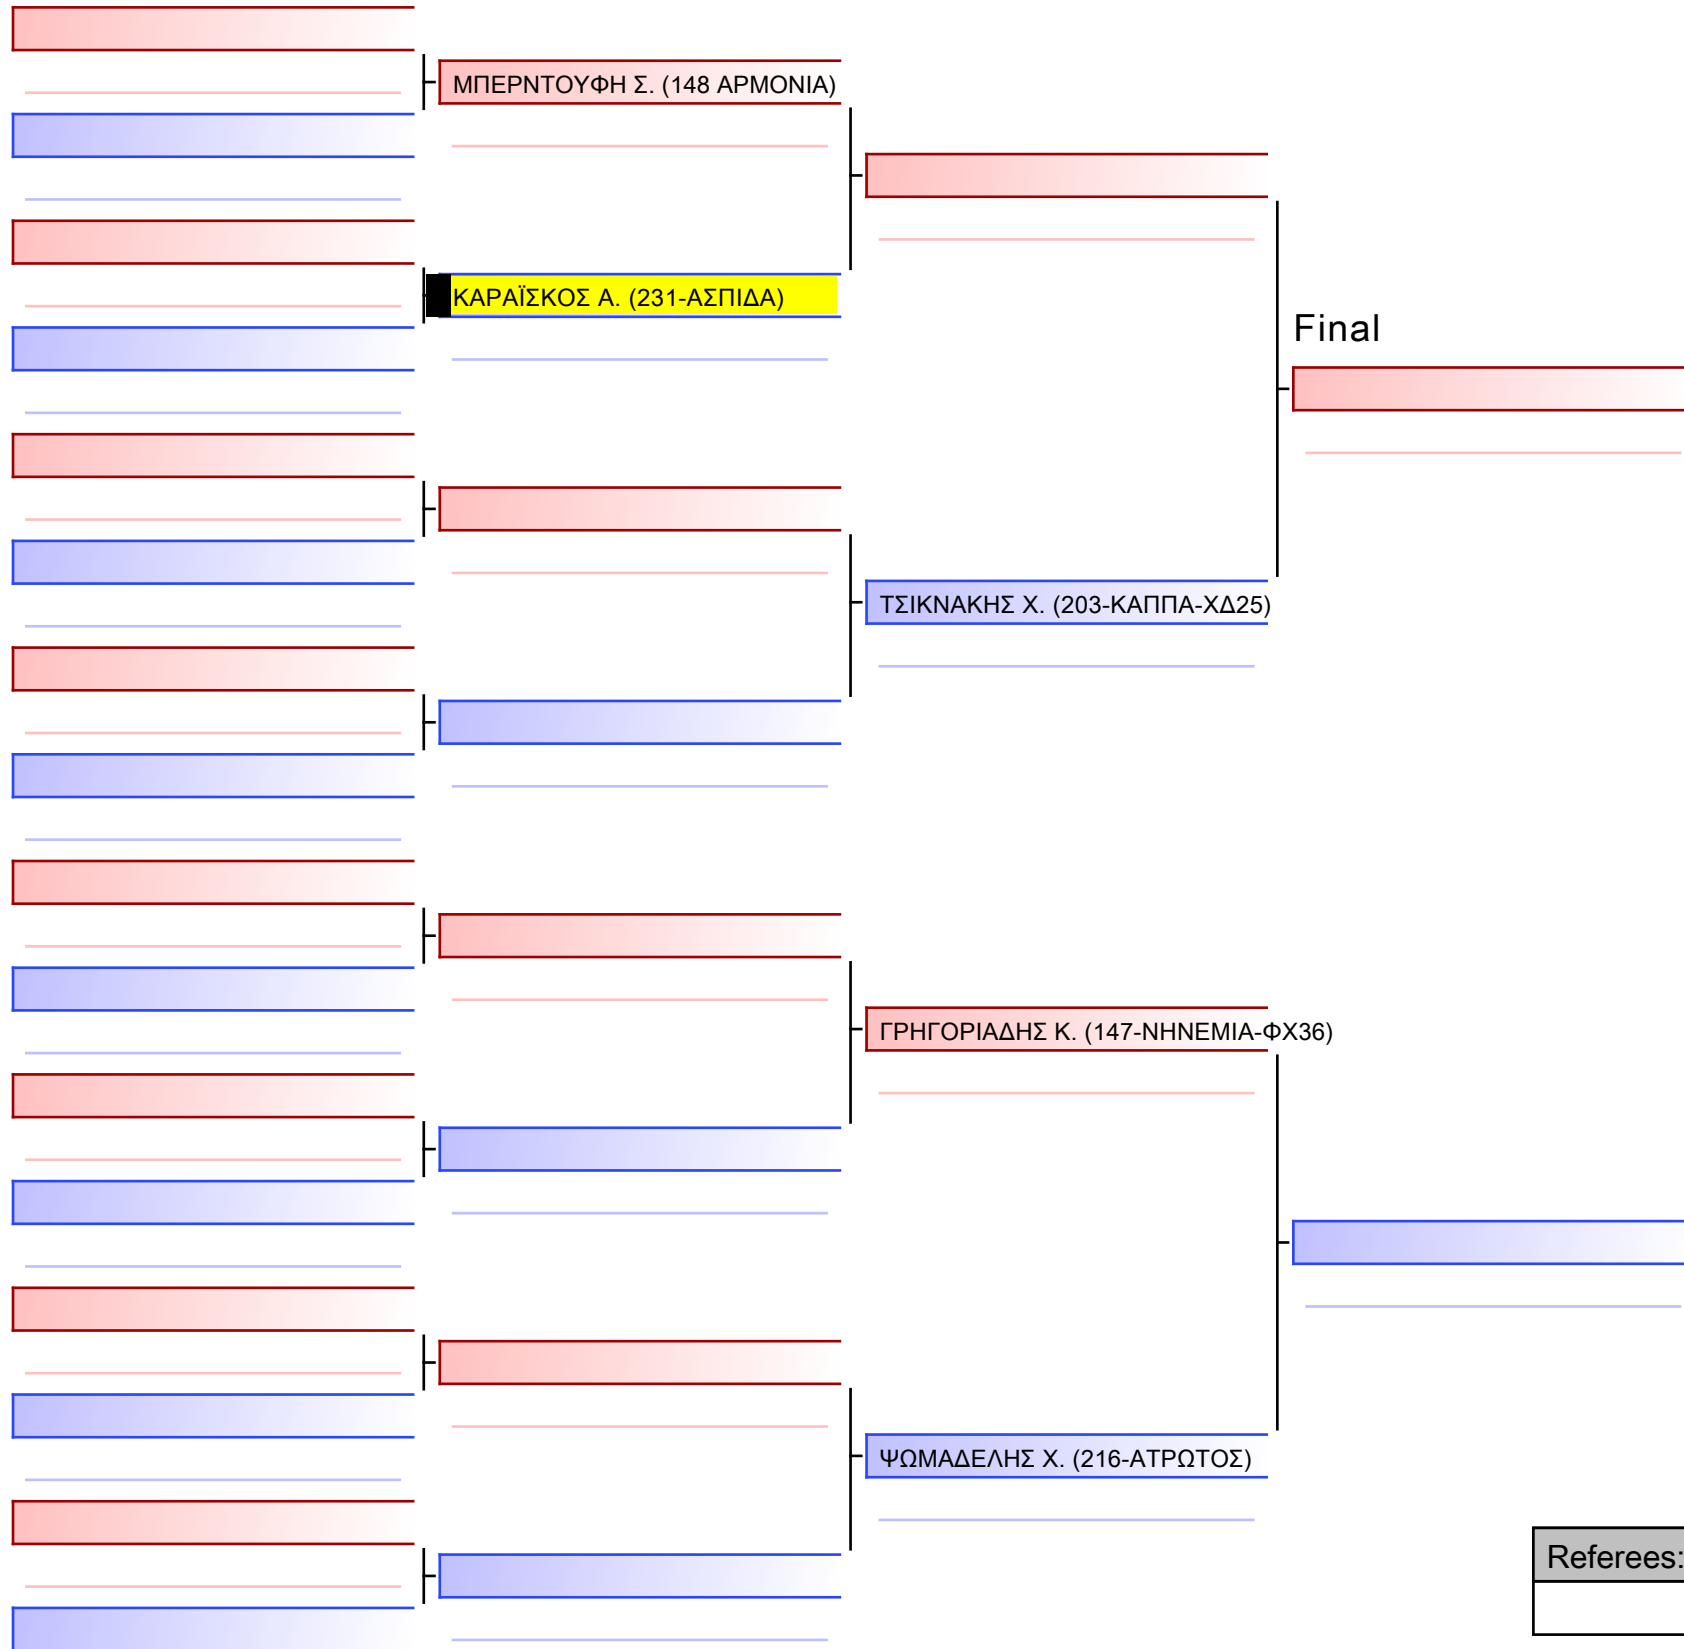 ΜΠΕΡΝΤΟΥΦΗ Σ. (148 ΑΡΜΟΝΙΑ)
ΚΑΡΑΪΣΚΟΣ Α. (231-ΑΣΠΙΔΑ)
Final
ΤΣΙΚΝΑΚΗΣ Χ. (203-ΚΑΠΠΑ-ΧΔ25)
ΓΡΗΓΟΡΙΑΔΗΣ Κ. (147-ΝΗΝΕΜΙΑ-ΦΧ36)
ΨΩΜΑΔΕΛΗΣ Χ. (216-ΑΤΡΩΤΟΣ)
Referees: